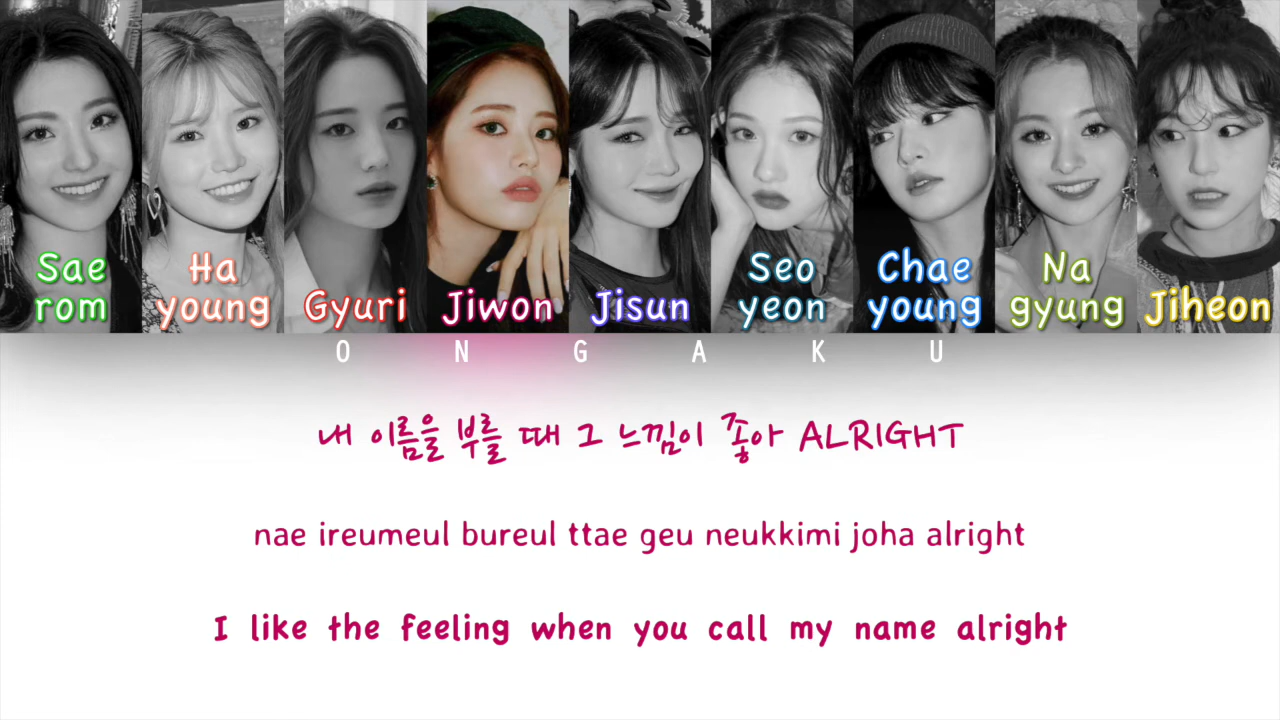 Sae rom
Ha young
Gyuri
Jiwon
Jisun
Seo yeon
Chae young
Na gyung
Jiheon
O N G A K U
내 이름을 부를 때 그 느낌이 좋아 ALRIGHT
nae ireumeul bureul ttae geu neukkimi joha alright
I like the feeling when you call my name alright